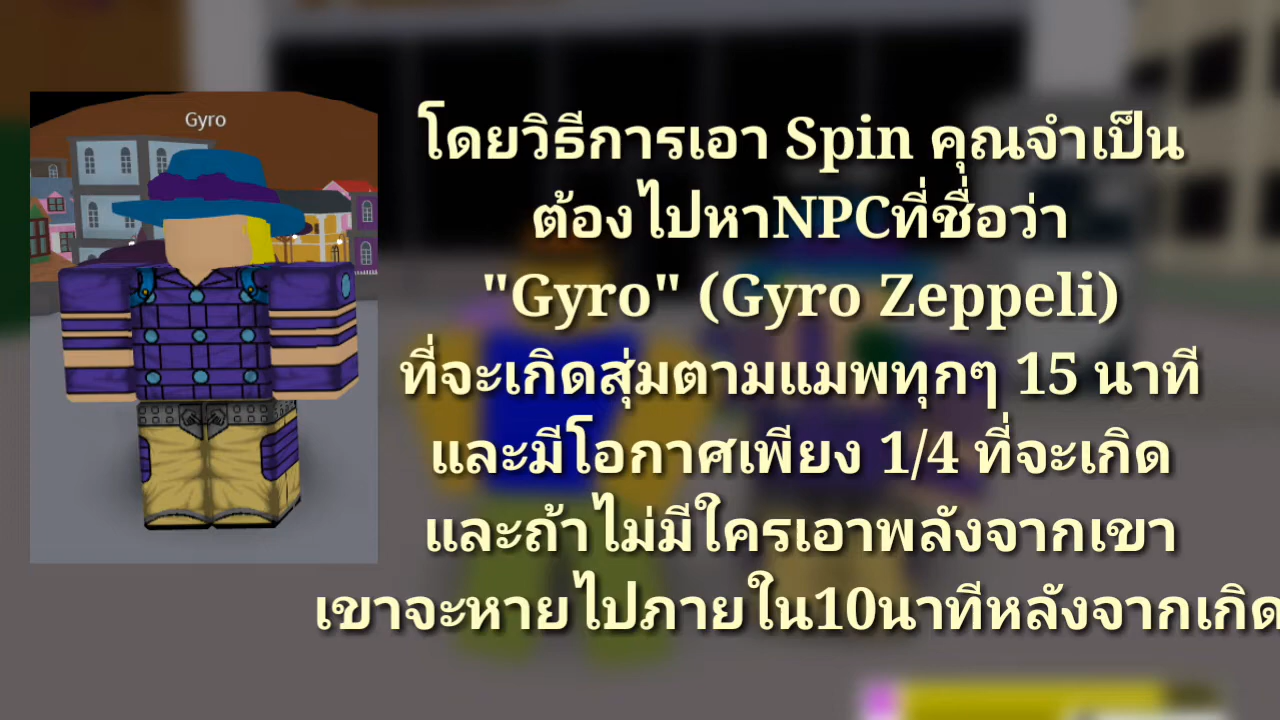 Gyro
โดยวิธีการเอา Spin คุณจำเป็น
ต้องไปหาNPCที่ชื่อว่า
"Gyro" (Gyro Zeppeli)
ที่จะเกิดสุ่มตามแมพทุกๆ 15 นาที
และมีโอกาศเพียง 1/4 ที่จะเกิด
และถ้าไม่มีใครเอาพลังจากเขา
เขาจะหายไปภายใน10นาทีหลังจากเกิด